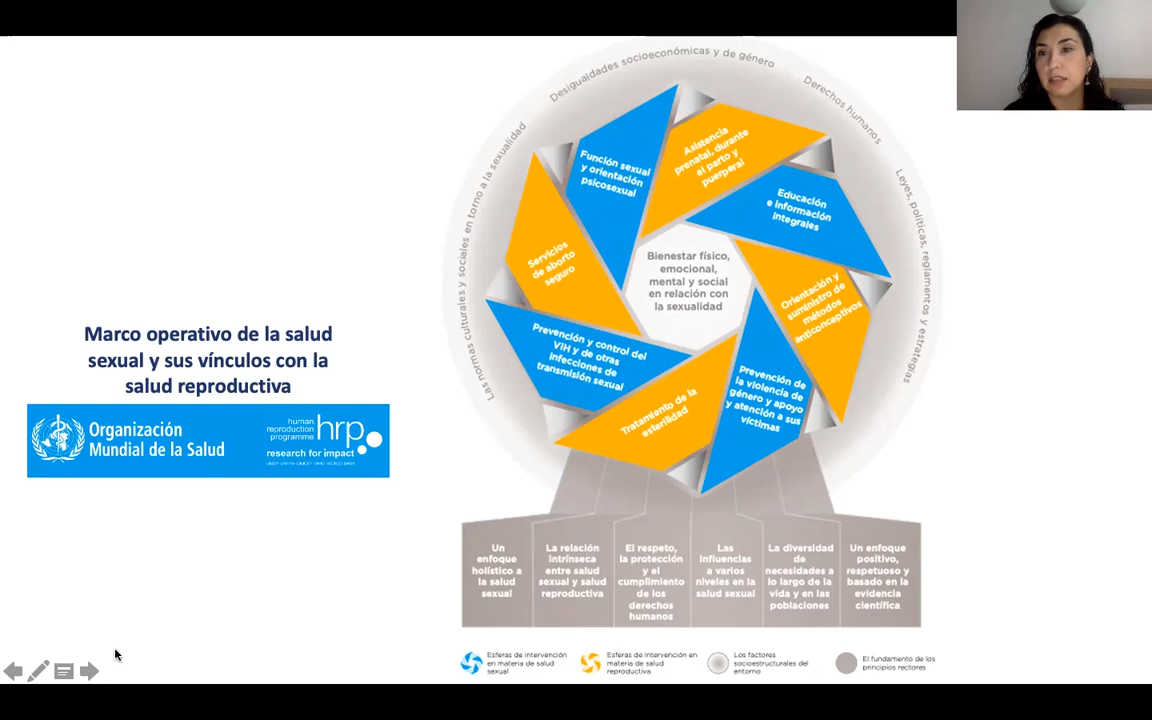 Desigualdades socioeconómicas y de género
Derechos humanos
Leyes, políticas, reglamentos y estrategias
Las normas culturales y sociales en torno a la sexualidad
Función sexual
y orientación
psicosexual
Asistencia
prenatal, durante
el parto y
puerperal
Educación
e información
integrales
Orientación y
suministro de
métodos
anticonceptivos
Prevención de
la violencia de
género y apoyo
y atención a sus
víctimas
Tratamiento de la
esterilidad
Prevención y control del
VIH y de otras
infecciones de
transmisión sexual
Servicios
de aborto
seguro
Bienestar físico,
emocional,
mental y social
en relación con
la sexualidad
Marco operativo de la salud
sexual y sus vínculos con la
salud reproductiva
Organización
Mundial de la Salud
human
reproduction
programme
hrp
research for impact
Un
enfoque
holístico a
la salud
sexual
La relación
intrínseca
entre salud
sexual y salud
reproductiva
El respeto,
la protección
y el
cumplimiento
de los
derechos
humanos
Las
influencias
a varios
niveles en la
salud sexual
La diversidad
de
necesidades a
lo largo de la
vida y en las
poblaciones
Un enfoque
positivo,
respetuoso y
basado en la
evidencia
científica
Esferas de intervención
en materia de salud
sexual
Esferas de intervención en
materia de salud
reproductiva
Los factores
socioestructurales del
entorno
El fundamento de los
principios rectores